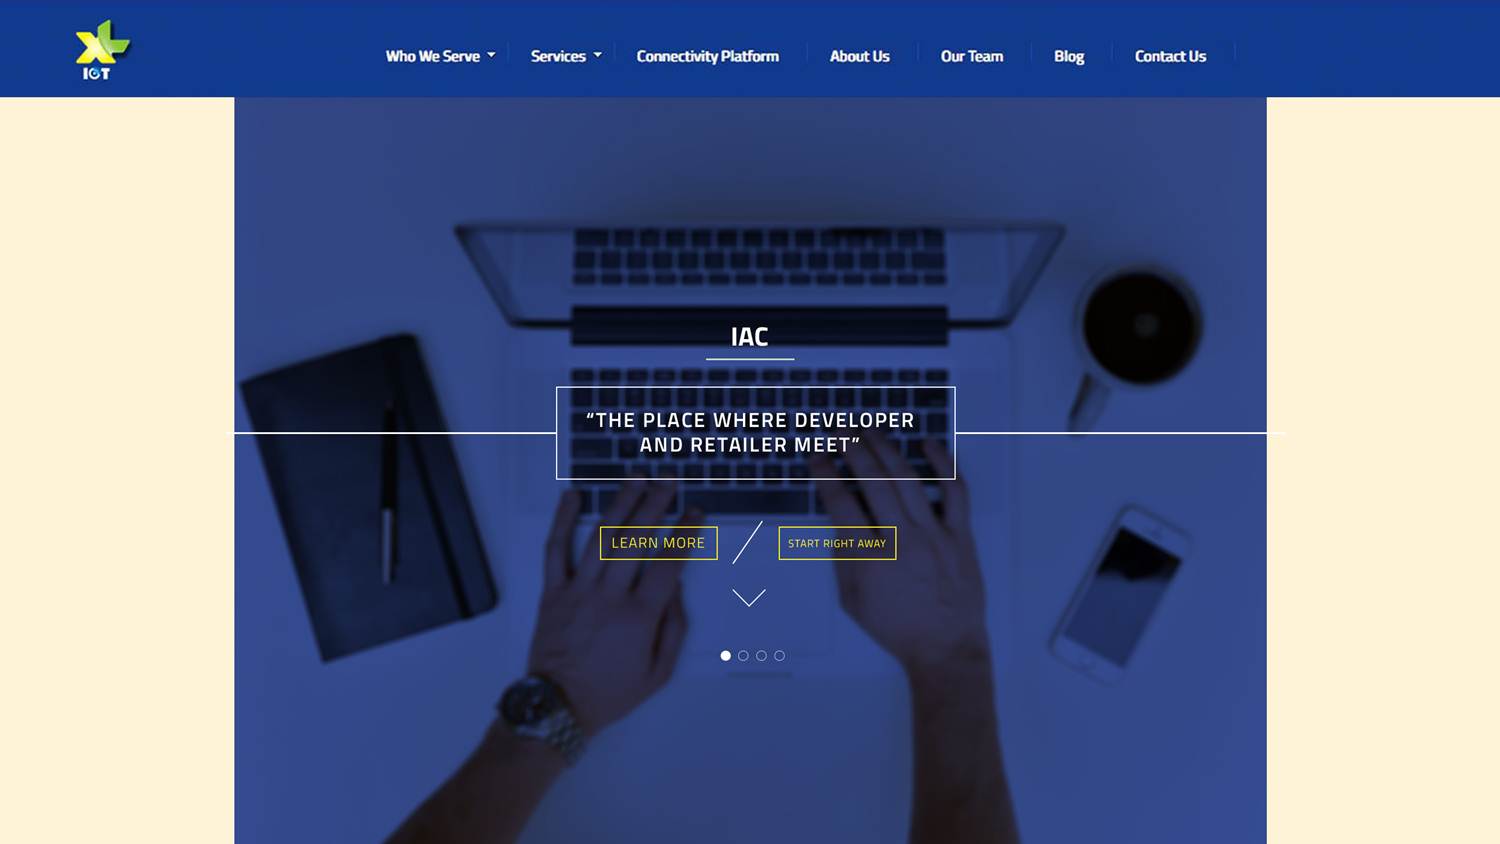 XL
IOT
Who We Serve
Services
Connectivity Platform
About Us
Our Team
Blog
Contact Us
IAC
“THE PLACE WHERE DEVELOPER
AND RETAILER MEET”
LEARN MORE
START RIGHT AWAY